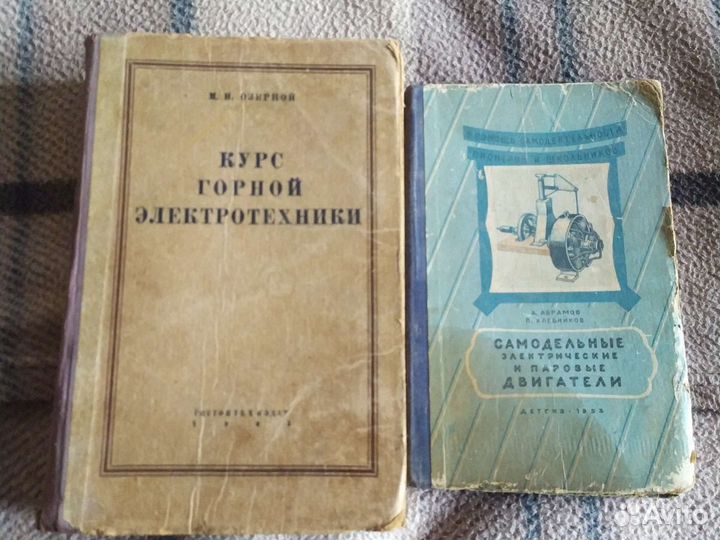 М. И. ОЗЕРНОЙ
КУРС
ГОРНОЙ
ЭЛЕКТРОТЕХНИКИ
В ПОМОЩЬ САМОДЕЯТЕЛЬНОСТИ
ПИОНЕРОВ И ШКОЛЬНИКОВ
А. АБРАМОВ
П. ХЛЕБНИКОВ
САМОДЕЛЬНЫЕ
ЭЛЕКТРИЧЕСКИЕ
И ПАРОВЫЕ
ДВИГАТЕЛИ
ДЕТГИЗ - 1953
Avito